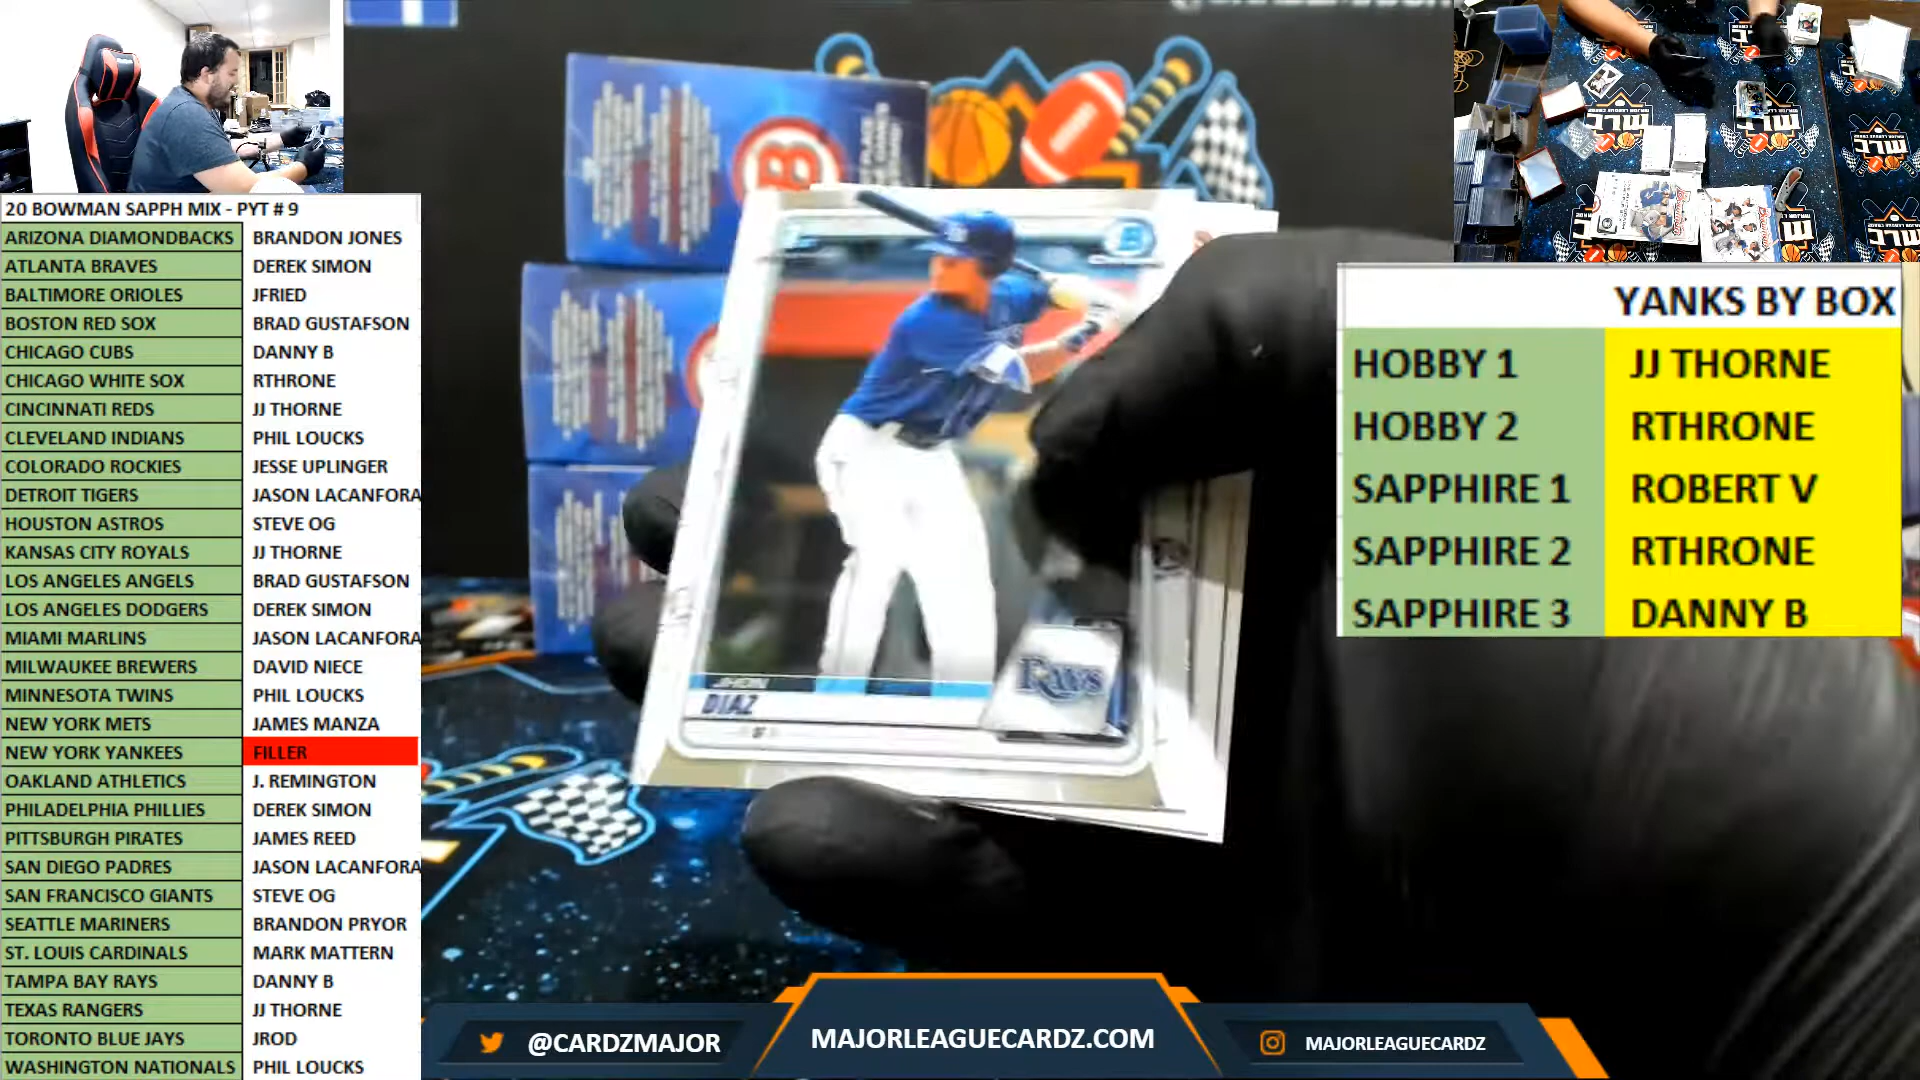 20 BOWMAN SAPPH MIX - PYT # 9
ARIZONA DIAMONDBACKS BRANDON JONES
ATLANTA BRAVES DEREK SIMON
BALTIMORE ORIOLES JFRIED
BOSTON RED SOX BRAD GUSTAFSON
CHICAGO CUBS DANNY B
CHICAGO WHITE SOX RTHRONE
CINCINNATI REDS JJ THORNE
CLEVELAND INDIANS PHIL LOUCKS
COLORADO ROCKIES JESSE UPLINGER
DETROIT TIGERS JASON LACANFORA
HOUSTON ASTROS STEVE OG
KANSAS CITY ROYALS JJ THORNE
LOS ANGELES ANGELS BRAD GUSTAFSON
LOS ANGELES DODGERS DEREK SIMON
MIAMI MARLINS JASON LACANFORA
MILWAUKEE BREWERS DAVID NIECE
MINNESOTA TWINS PHIL LOUCKS
NEW YORK METS JAMES MANZA
NEW YORK YANKEES FILLER
OAKLAND ATHLETICS J. REMINGTON
PHILADELPHIA PHILLIES DEREK SIMON
PITTSBURGH PIRATES JAMES REED
SAN DIEGO PADRES JASON LACANFORA
SAN FRANCISCO GIANTS STEVE OG
SEATTLE MARINERS BRANDON PRYOR
ST. LOUIS CARDINALS MARK MATTERN
TAMPA BAY RAYS DANNY B
TEXAS RANGERS JJ THORNE
TORONTO BLUE JAYS JROD
WASHINGTON NATIONALS PHIL LOUCKS
B
Rays
JHON
DIAZ
YANKS BY BOX
HOBBY 1 JJ THORNE
HOBBY 2 RTHRONE
SAPPHIRE 1 ROBERT V
SAPPHIRE 2 RTHRONE
SAPPHIRE 3 DANNY B
@CARDZMAJOR
MAJORLEAGUECARDZ.COM
MAJORLEAGUECARDZ